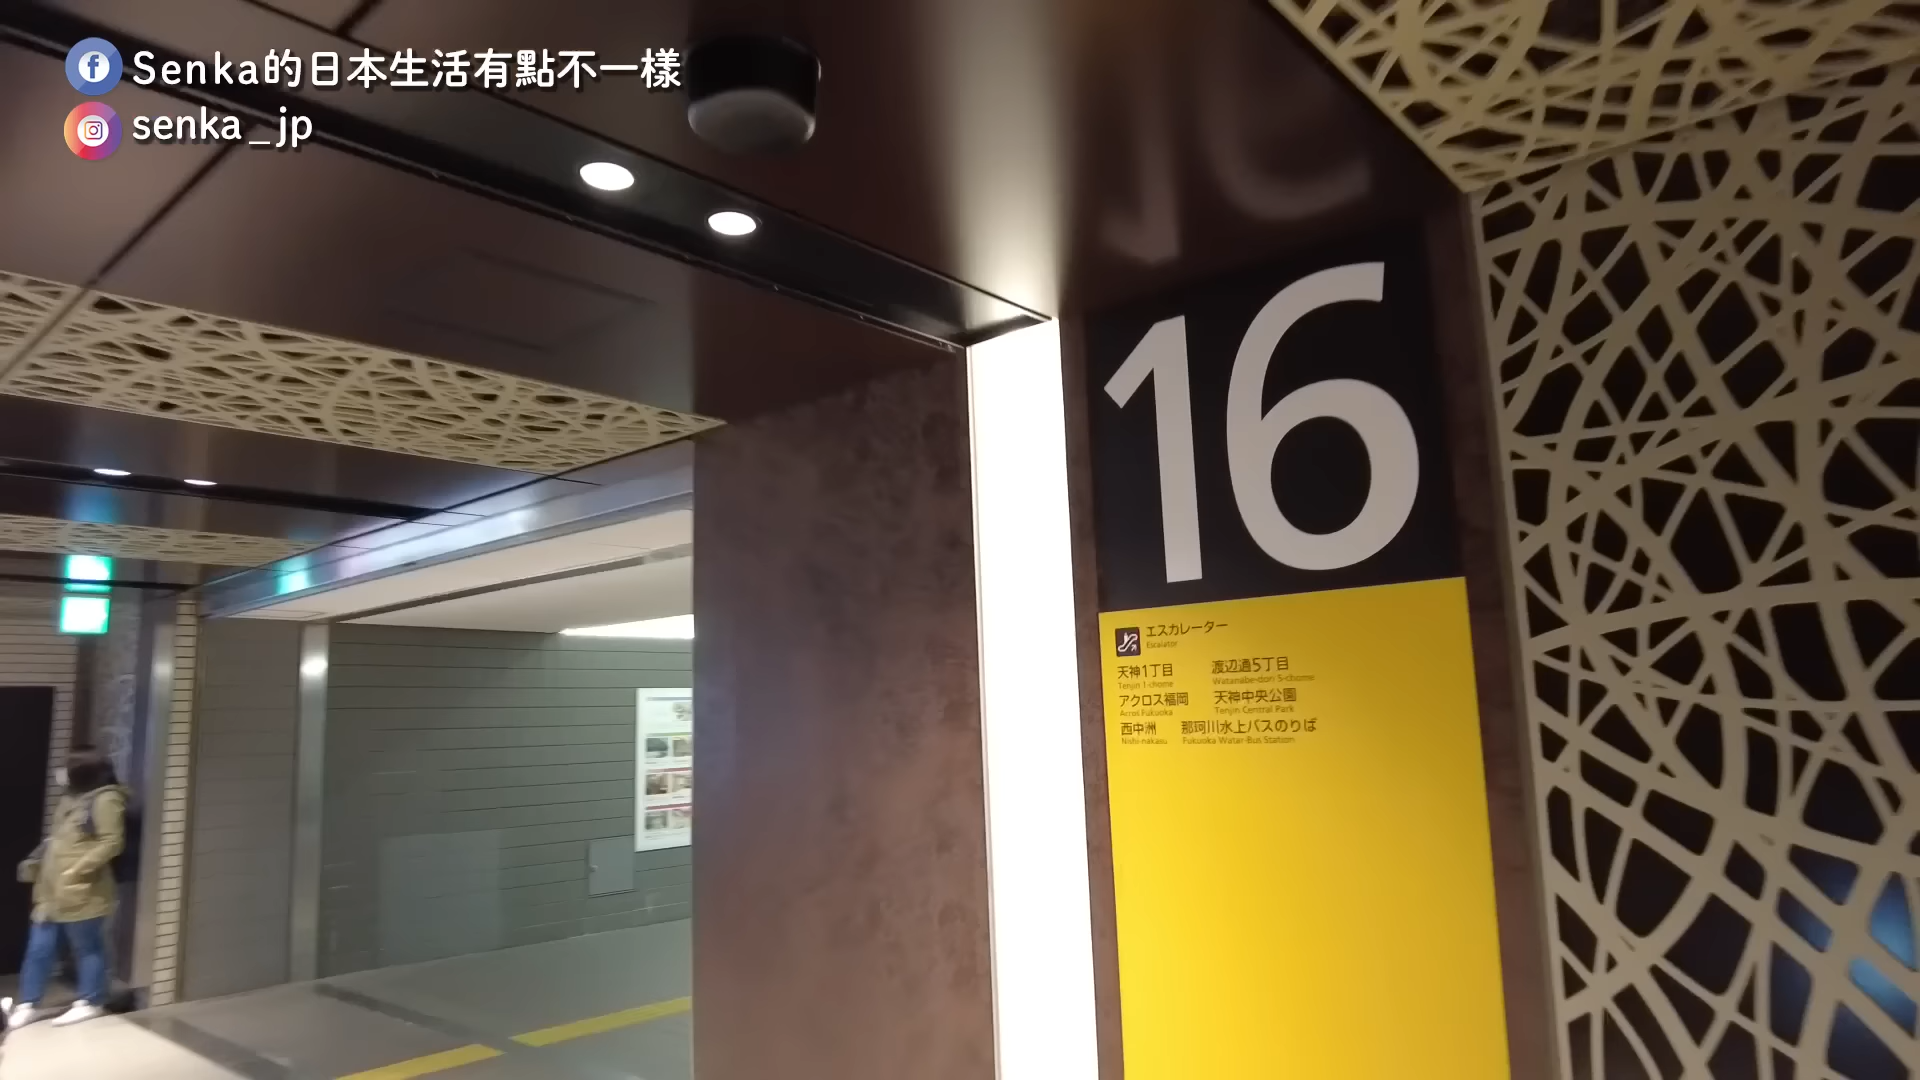 Senka的日本生活有點不一樣
senka_jp
16
エスカレーター
Escalator
天神1丁目 渡辺通5丁目
Tenjin 1-chome Watanabe-dori 5-chome
アクロス福岡 天神中央公園
Acros Fukuoka Tenjin Central Park
西中洲 那珂川水上バスのりば
Nishi-nakasu Fukuoka Water Bus Station